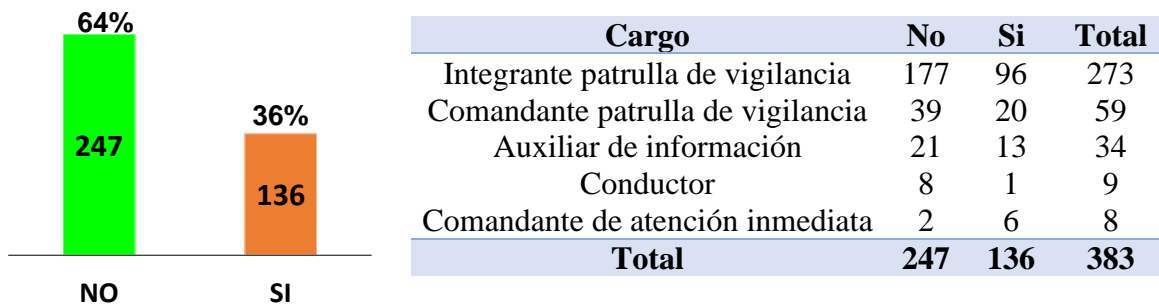 64%
36%
247
136
NO SI
Cargo No Si Total
Integrante patrulla de vigilancia 177 96 273
Comandante patrulla de vigilancia 39 20 59
Auxiliar de información 21 13 34
Conductor 8 1 9
Comandante de atención inmediata 2 6 8
Total 247 136 383